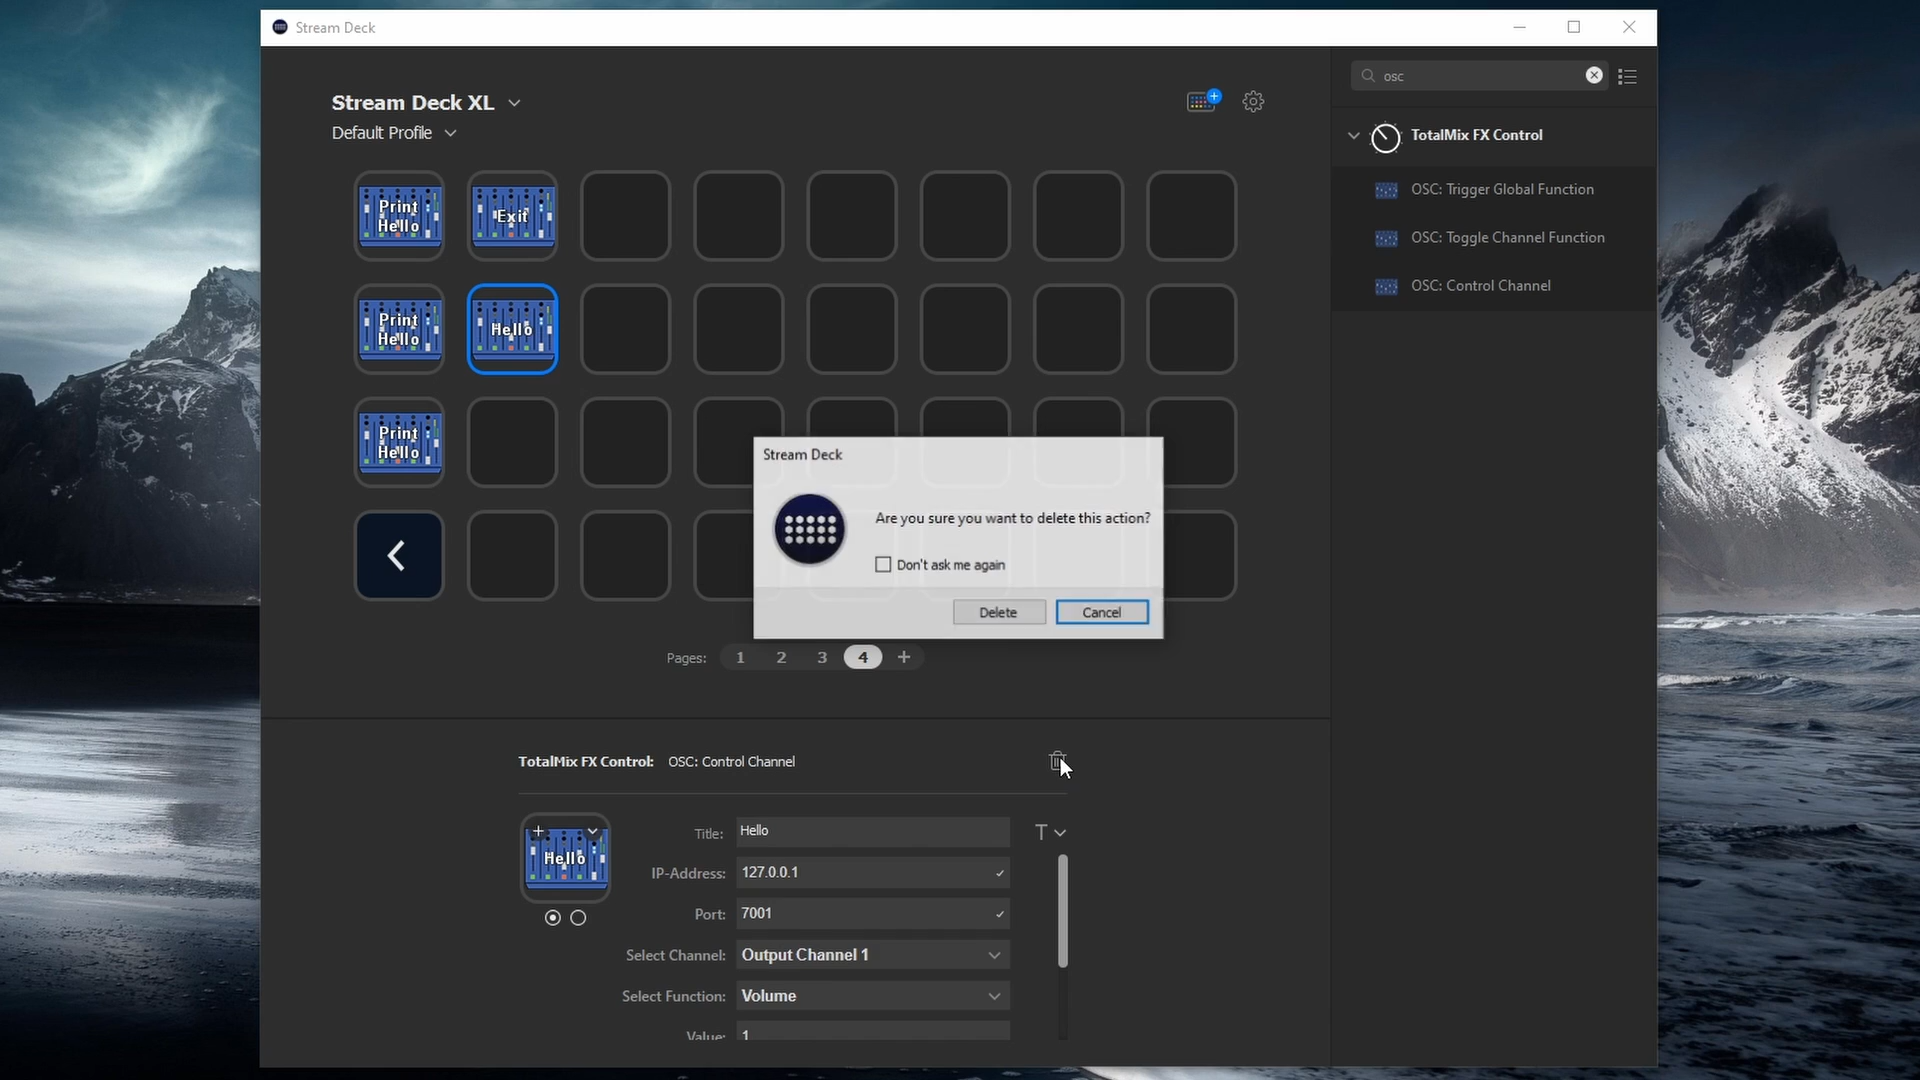 Stream Deck
osc
Stream Deck XL
Default Profile
TotalMix FX Control
OSC: Trigger Global Function
OSC: Toggle Channel Function
OSC: Control Channel
Print
Hello
Exit
Print
Hello
Hello
Print
Hello
Stream Deck
Are you sure you want to delete this action?
Don't ask me again
Delete
Cancel
Pages:
1
2
3
4
+
TotalMix FX Control: OSC: Control Channel
Hello
Title: Hello
T
IP-Address: 127.0.0.1
Port: 7001
Select Channel: Output Channel 1
Select Function: Volume
Value: 1